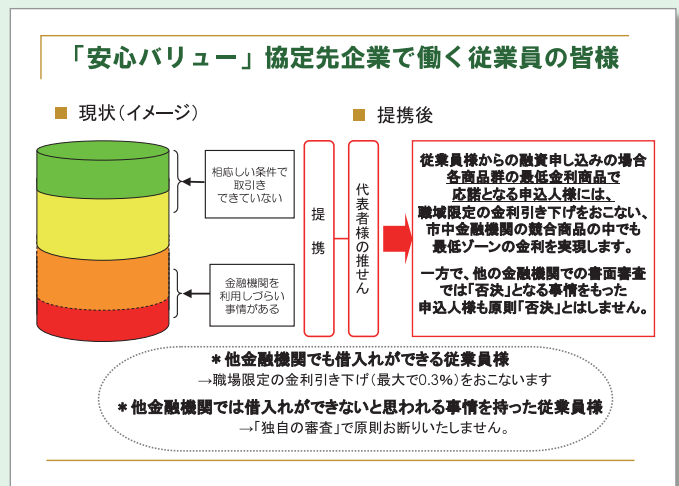 「安心バリュー」協定先企業で働く従業員の皆様
■ 現状（イメージ）
■ 提携後
相応しい条件で
取引き
できていない
金融機関を
利用しづらい
事情がある
提携
代表者様の推せん
従業員様からの融資申し込みの場合
各商品群の最低金利商品で
応諾となる申込人様には、
職域限定の金利引き下げをおこない、
市中金融機関の競合商品の中でも
最低ゾーンの金利を実現します。
一方で、他の金融機関での書面審査
では「否決」となる事情をもった
申込人様も原則「否決」とはしません。
＊他金融機関でも借入れができる従業員様
→職場限定の金利引き下げ（最大で0.3%）をおこないます
＊他金融機関では借入れができないと思われる事情を持った従業員様
→「独自の審査」で原則お断りいたしません。